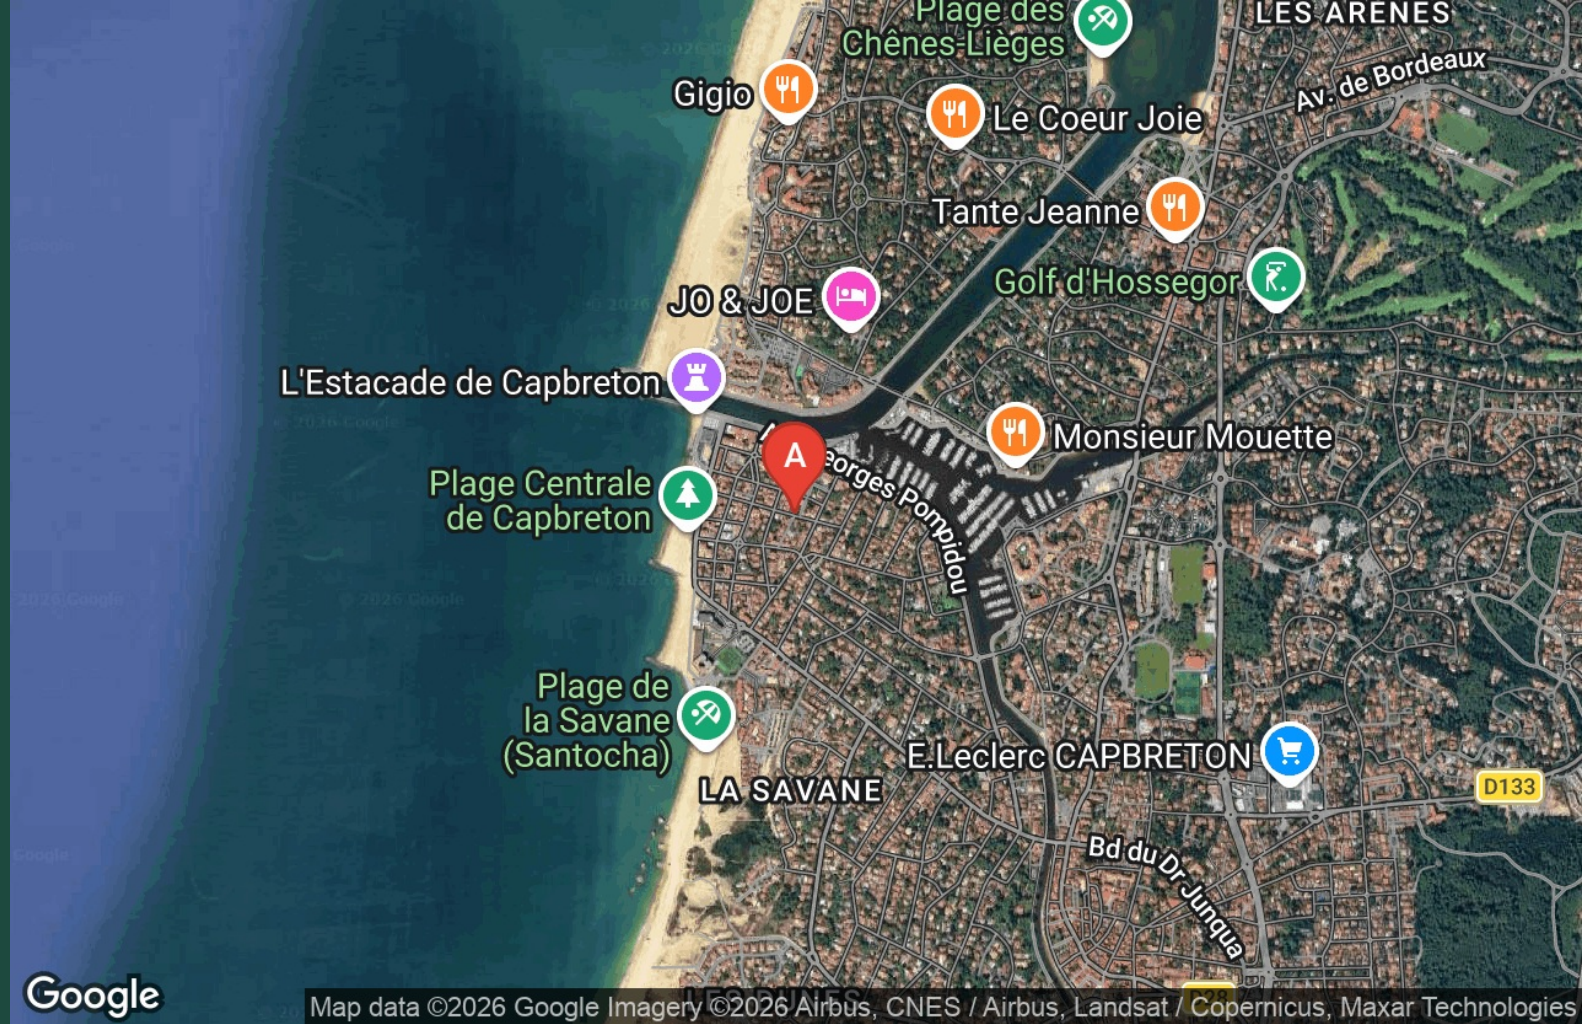 Plage des
Chênes-Lièges
LES ARÈNES
Av. de Bordeaux
Gigio
Le Coeur Joie
Tante Jeanne
Golf d'Hossegor
JO & JOE
L'Estacade de Capbreton
A
Monsieur Mouette
Georges Pompidou
Plage Centrale
de Capbreton
Plage de
la Savane
(Santocha)
LA SAVANE
E.Leclerc CAPBRETON
D133
Bd du Dr Junqua
D28
Google
Map data ©2026 Google Imagery ©2026 Airbus, CNES / Airbus, Landsat / Copernicus, Maxar Technologies